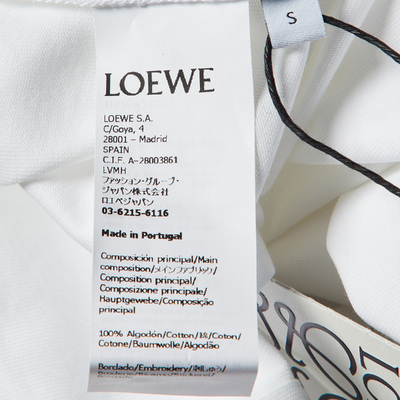 S
LOEWE
LOEWE S.A.
C/Goya, 4
28001 – Madrid
SPAIN
C.I.F. A-28003861
LVMH
ファッション・グループ・
ジャパン株式会社
ロエベジャパン
03-6215-6116
Made in Portugal
Composición principal/Main
composition/メインファブリック/
Composition principale/
Composizione principale/
Hauptgewebe/Composição
principal
100% Algodón/Cotton/綿/Coton/
Cotone/Baumwolle/Algodão
Bordado/Embroidery/刺しゅう/
LO